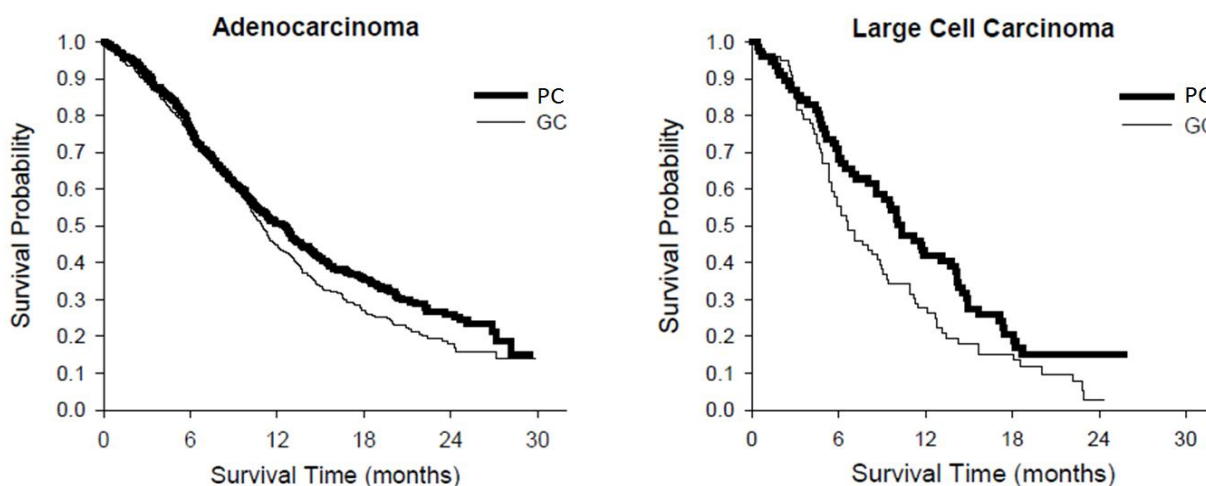 Adenocarcinoma
Survival Probability
1.0
0.9
0.8
0.7
0.6
0.5
0.4
0.3
0.2
0.1
0.0
PC
GC
0 6 12 18 24 30
Survival Time (months)
Large Cell Carcinoma
Survival Probability
1.0
0.9
0.8
0.7
0.6
0.5
0.4
0.3
0.2
0.1
0.0
PC
GC
0 6 12 18 24 30
Survival Time (months)